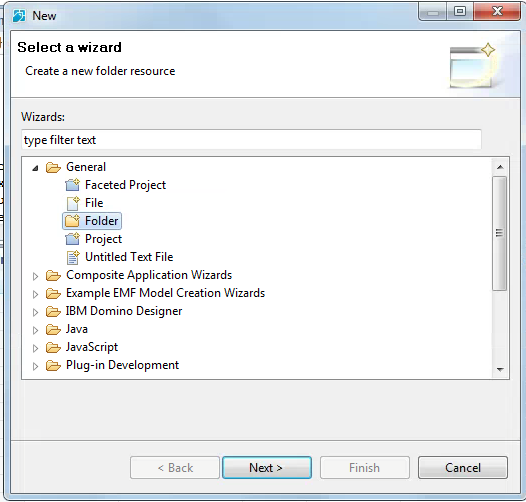 New
Select a wizard
Create a new folder resource
Wizards:
type filter text
General
Faceted Project
File
Folder
Project
Untitled Text File
Composite Application Wizards
Example EMF Model Creation Wizards
IBM Domino Designer
Java
JavaScript
Plug-in Development
< Back
Next >
Finish
Cancel